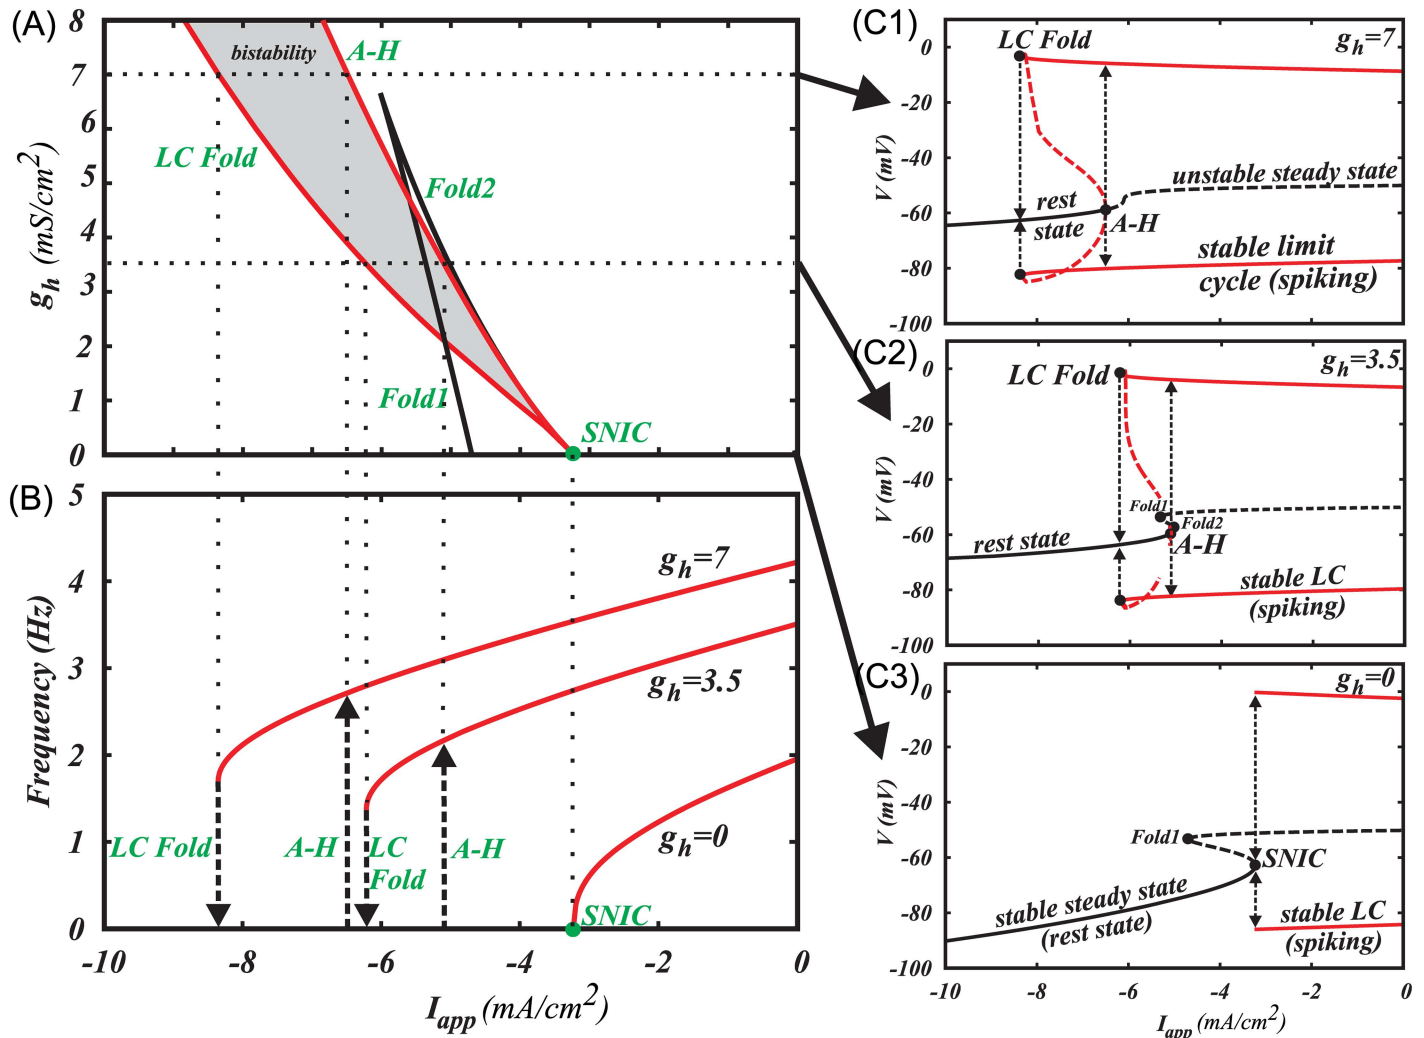 (A)
8
7
6
5
4
3
2
1
0
g_h (mS/cm^2)
bistability
A-H
LC Fold
Fold2
Fold1
SNIC
(B)
5
4
3
2
1
0
Frequency (Hz)
g_h=7
g_h=3.5
g_h=0
LC Fold
A-H
LC
Fold
A-H
SNIC
-10
-8
-6
-4
-2
0
I_app (mA/cm^2)
(C1)
LC Fold
g_h=7
0
-20
-40
-60
-80
-100
V (mV)
unstable steady state
rest
state
A-H
stable limit
cycle (spiking)
(C2)
LC Fold
g_h=3.5
0
-20
-40
-60
-80
-100
V (mV)
Fold1
Fold2
rest state
A-H
stable LC
(spiking)
(C3)
g_h=0
0
-20
-40
-60
-80
-100
V (mV)
Fold1
SNIC
stable steady state
(rest state)
stable LC
(spiking)
-10
-8
-6
-4
-2
0
I_app (mA/cm^2)